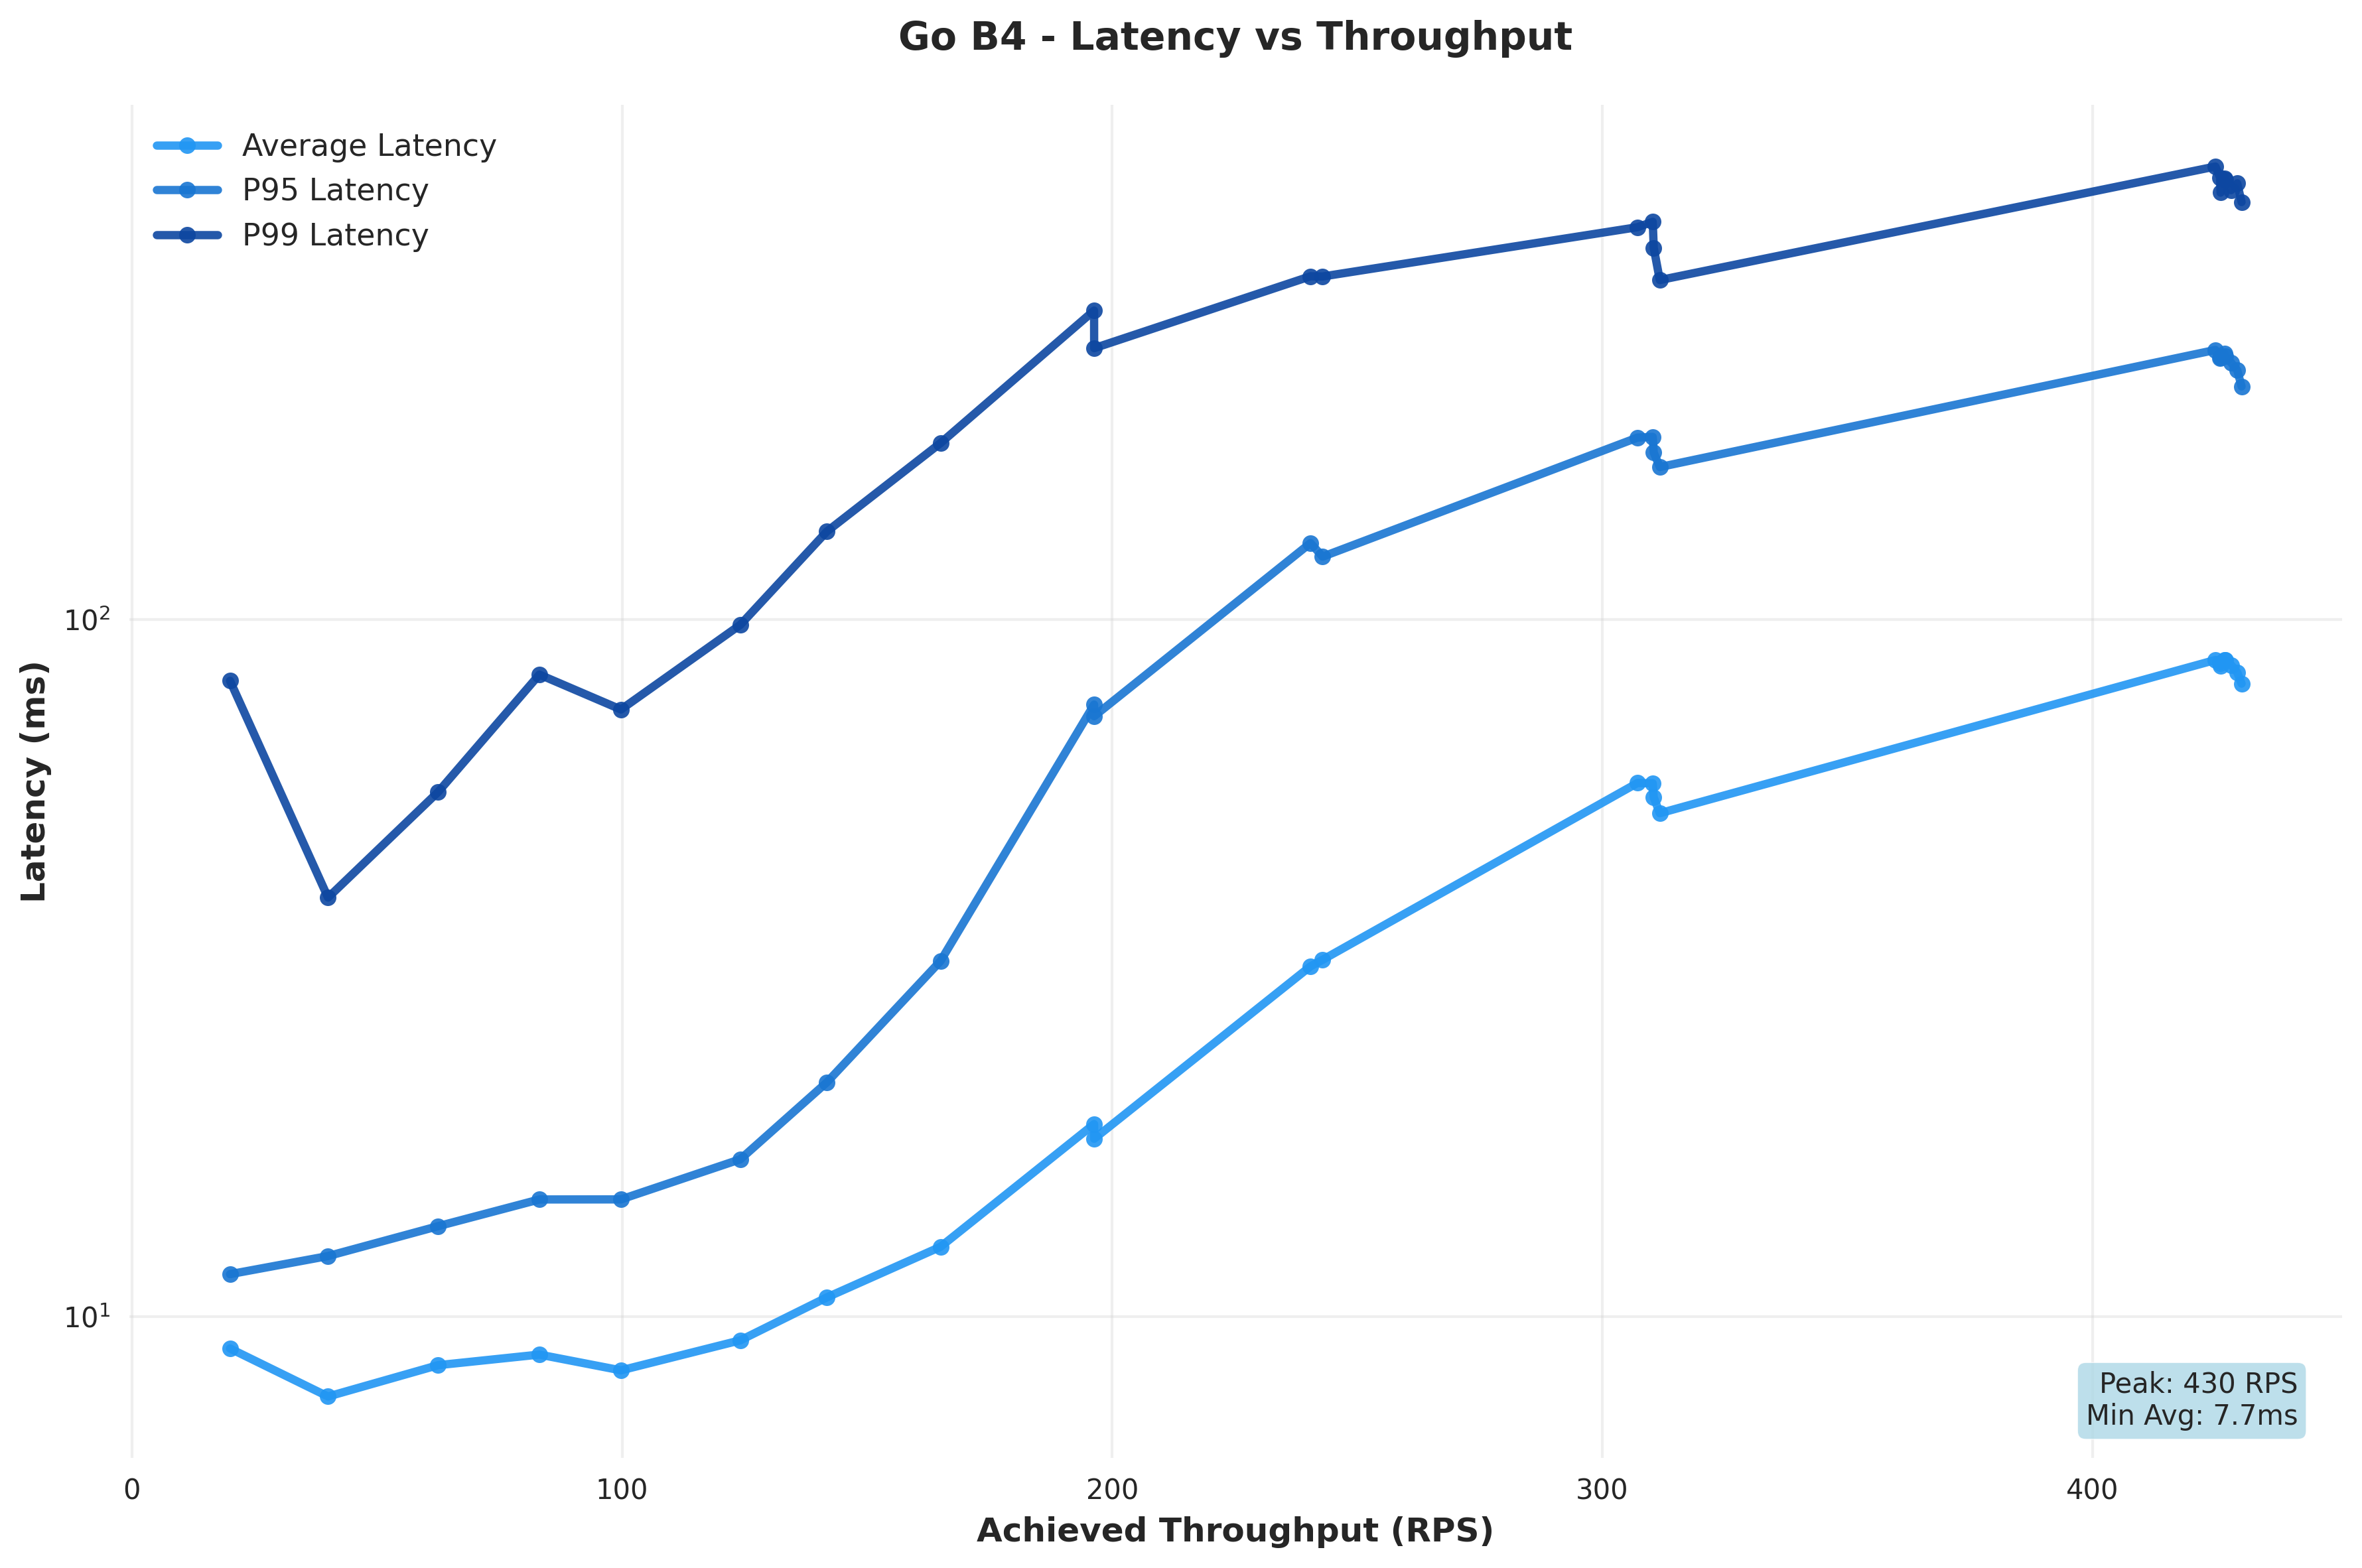 Go B4 - Latency vs Throughput
Average Latency
P95 Latency
P99 Latency
Latency (ms)
10²
10¹
Peak: 430 RPS
Min Avg: 7.7ms
0 100 200 300 400
Achieved Throughput (RPS)